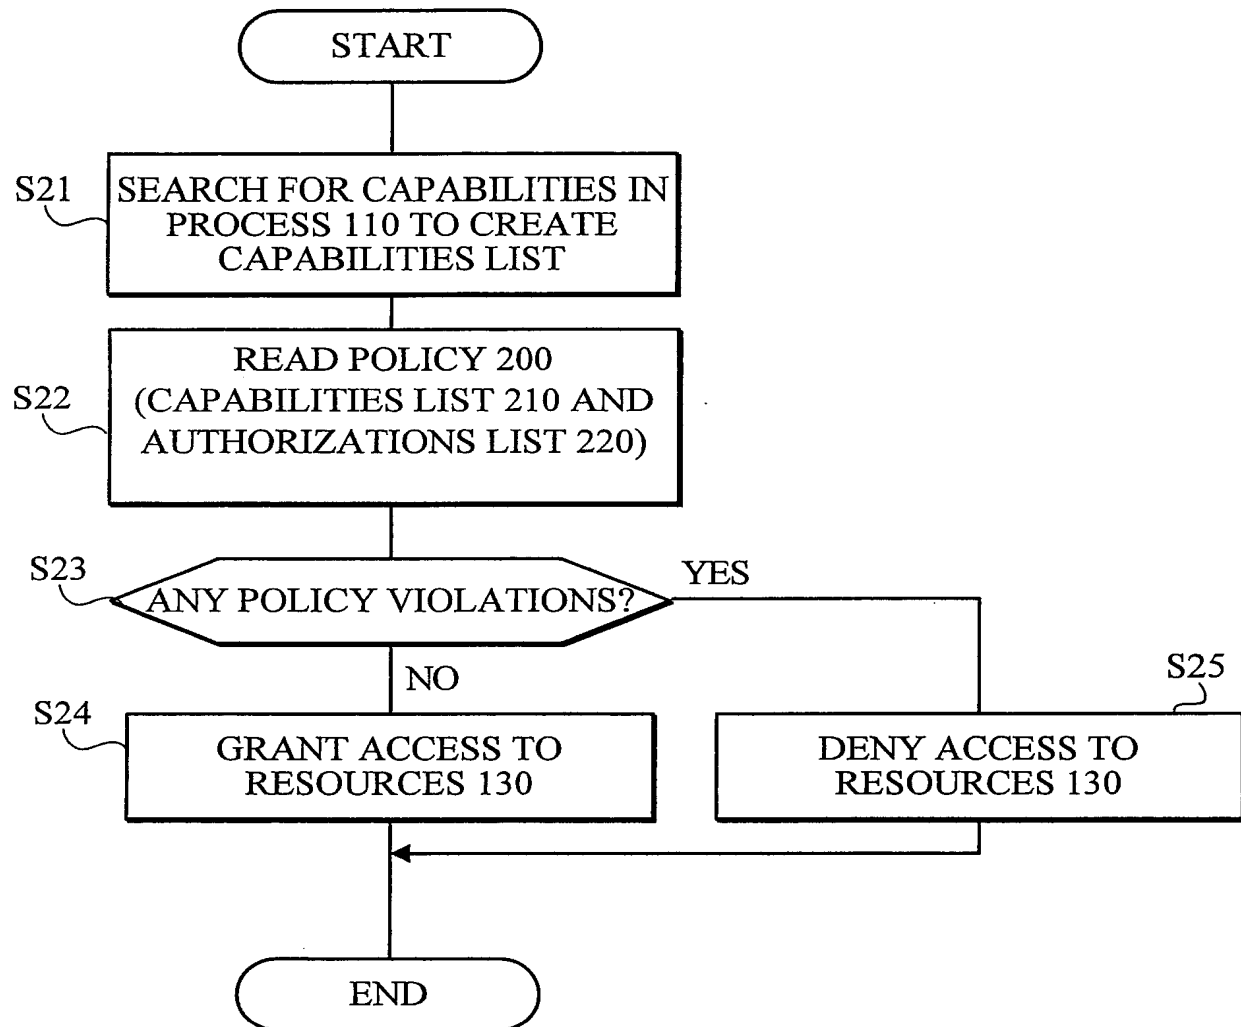 START
S21
SEARCH FOR CAPABILITIES IN
PROCESS 110 TO CREATE
CAPABILITIES LIST
S22
READ POLICY 200
(CAPABILITIES LIST 210 AND
AUTHORIZATIONS LIST 220)
S23
ANY POLICY VIOLATIONS?
YES
NO
S24
GRANT ACCESS TO
RESOURCES 130
S25
DENY ACCESS TO
RESOURCES 130
END